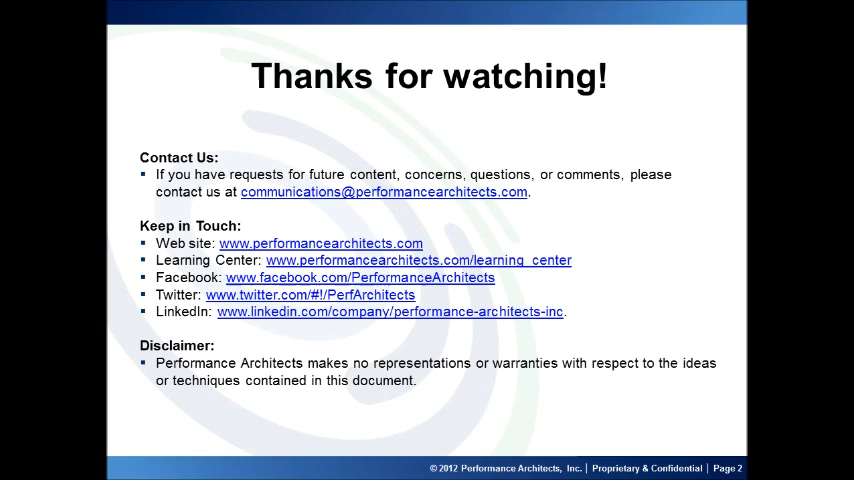 Thanks for watching!
Contact Us:
▪ If you have requests for future content, concerns, questions, or comments, please
contact us at communications@performancearchitects.com.
Keep in Touch:
▪ Web site: www.performancearchitects.com
▪ Learning Center: www.performancearchitects.com/learning_center
▪ Facebook: www.facebook.com/PerformanceArchitects
▪ Twitter: www.twitter.com/#!/PerfArchitects
▪ LinkedIn: www.linkedin.com/company/performance-architects-inc.
Disclaimer:
▪ Performance Architects makes no representations or warranties with respect to the ideas
or techniques contained in this document.
© 2012 Performance Architects, Inc. | Proprietary & Confidential | Page 2